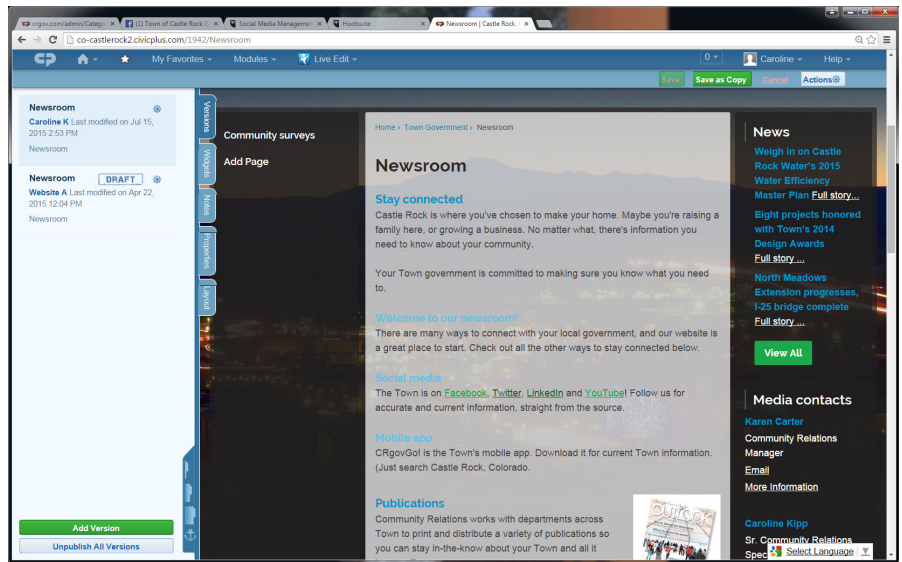 crgov.com/admin/Catego
(1) Town of Castle Rock
Social Media Managemen
Hootsuite
Newsroom | Castle Rock,
co-castlerock2.civicplus.com/1942/Newsroom
My Favorites
Modules
Live Edit
0
Caroline
Help
Save
Save as Copy
Cancel
Actions
Newsroom
Caroline K Last modified on Jul 15,
2015 2:53 PM
Newsroom
Newsroom DRAFT
Website A Last modified on Apr 22,
2015 12:04 PM
Newsroom
Add Version
Unpublish All Versions
Versions
Widgets
Notes
Properties
Layout
Community surveys
Add Page
Home › Town Government › Newsroom
Newsroom
Stay connected
Castle Rock is where you've chosen to make your home. Maybe you're raising a
family here, or growing a business. No matter what, there's information you
need to know about your community.
Your Town government is committed to making sure you know what you need
to.
Welcome to our newsroom!
There are many ways to connect with your local government, and our website is
a great place to start. Check out all the other ways to stay connected below.
Social media
The Town is on Facebook, Twitter, LinkedIn and YouTube! Follow us for
accurate and current information, straight from the source.
Mobile app
CRgovGo! is the Town's mobile app. Download it for current Town information.
(Just search Castle Rock, Colorado.
Publications
Community Relations works with departments across
Town to print and distribute a variety of publications so
you can stay in-the-know about your Town and all it
outlook
News
Weigh in on Castle
Rock Water's 2015
Water Efficiency
Master Plan Full story...
Eight projects honored
with Town's 2014
Design Awards
Full story ...
North Meadows
Extension progresses,
I-25 bridge complete
Full story ...
View All
Media contacts
Karen Carter
Community Relations
Manager
Email
More Information
Caroline Kipp
Sr. Community Relations
Spec
Select Language